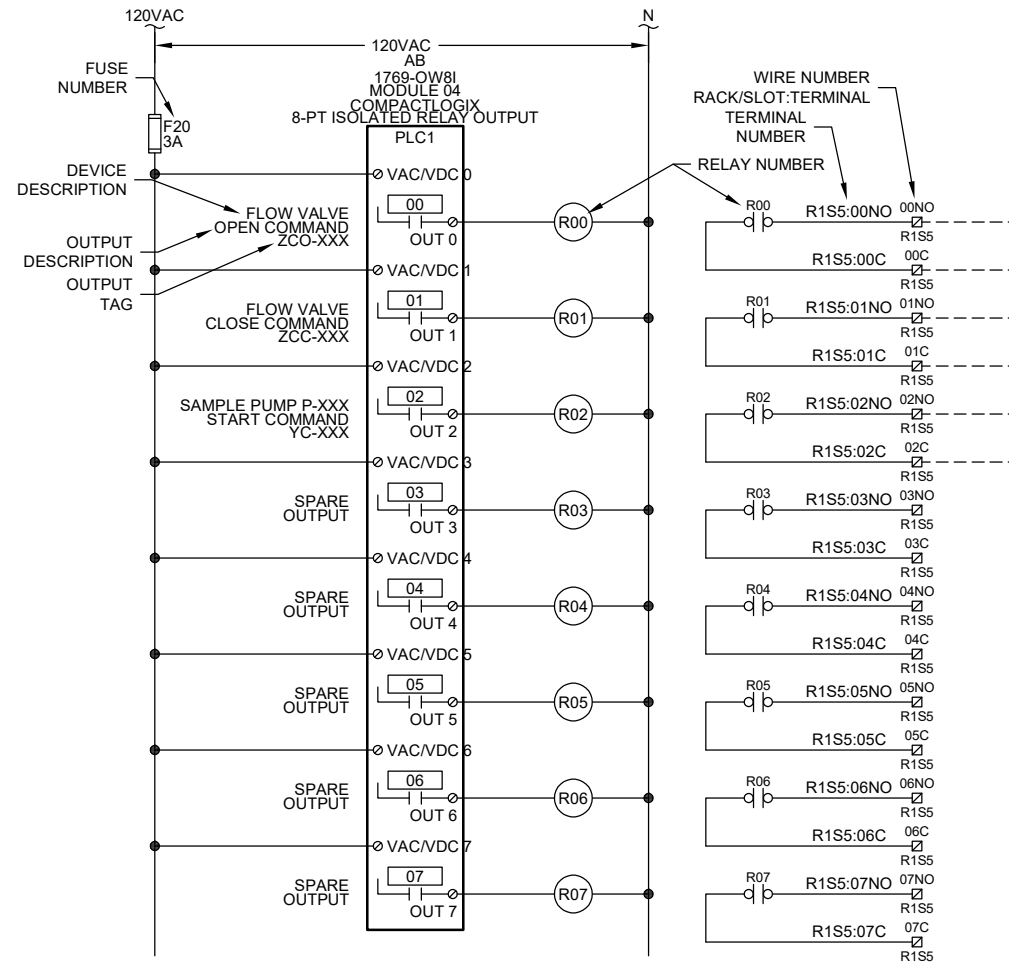 120VAC
N
120VAC
AB
1769-OW8I
MODULE 04
COMPACTLOGIX
8-PT ISOLATED RELAY OUTPUT
PLC1
FUSE
NUMBER
F20
3A
DEVICE
DESCRIPTION
OUTPUT
DESCRIPTION
OUTPUT
TAG
WIRE NUMBER
RACK/SLOT:TERMINAL
TERMINAL
NUMBER
RELAY NUMBER
VAC/VDC 0
FLOW VALVE
OPEN COMMAND
ZCO-XXX
00
OUT 0
R00
R00
R1S5:00NO
00NO
R1S5
R1S5:00C
00C
R1S5
VAC/VDC 1
FLOW VALVE
CLOSE COMMAND
ZCC-XXX
01
OUT 1
R01
R01
R1S5:01NO
01NO
R1S5
R1S5:01C
01C
R1S5
VAC/VDC 2
SAMPLE PUMP P-XXX
START COMMAND
YC-XXX
02
OUT 2
R02
R02
R1S5:02NO
02NO
R1S5
R1S5:02C
02C
R1S5
VAC/VDC 3
SPARE
OUTPUT
03
OUT 3
R03
R03
R1S5:03NO
03NO
R1S5
R1S5:03C
03C
R1S5
VAC/VDC 4
SPARE
OUTPUT
04
OUT 4
R04
R04
R1S5:04NO
04NO
R1S5
R1S5:04C
04C
R1S5
VAC/VDC 5
SPARE
OUTPUT
05
OUT 5
R05
R05
R1S5:05NO
05NO
R1S5
R1S5:05C
05C
R1S5
VAC/VDC 6
SPARE
OUTPUT
06
OUT 6
R06
R06
R1S5:06NO
06NO
R1S5
R1S5:06C
06C
R1S5
VAC/VDC 7
SPARE
OUTPUT
07
OUT 7
R07
R07
R1S5:07NO
07NO
R1S5
R1S5:07C
07C
R1S5